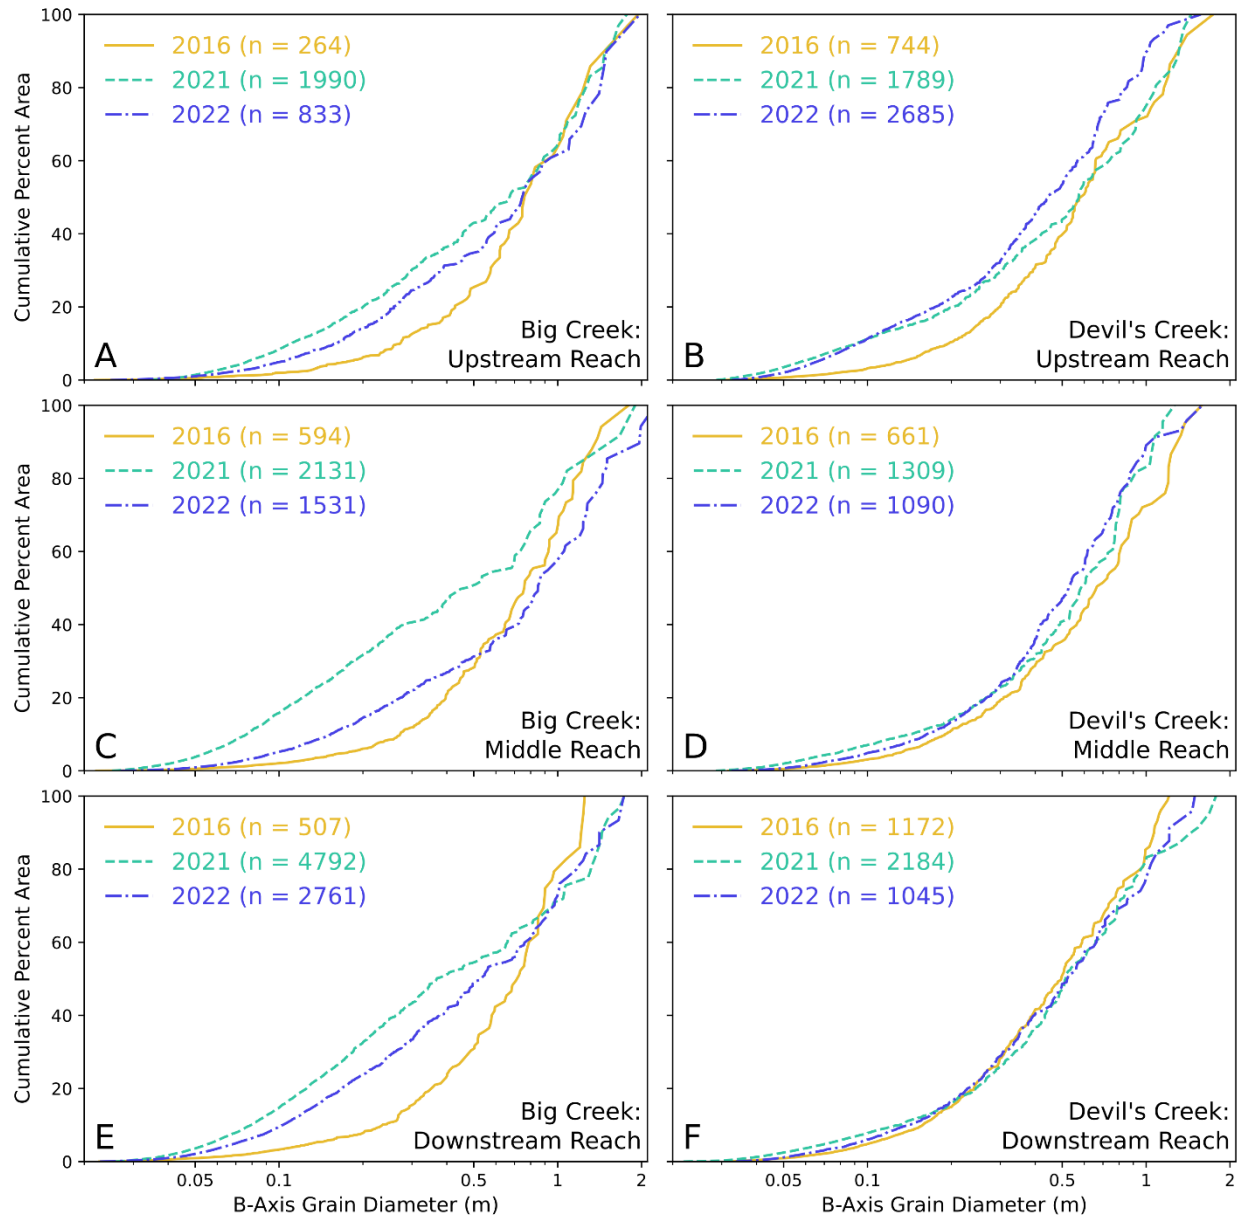 100
80
60
40
20
0
Cumulative Percent Area
2016 (n = 264)
2021 (n = 1990)
2022 (n = 833)
A
Big Creek:
Upstream Reach
2016 (n = 744)
2021 (n = 1789)
2022 (n = 2685)
B
Devil's Creek:
Upstream Reach
100
80
60
40
20
0
Cumulative Percent Area
2016 (n = 594)
2021 (n = 2131)
2022 (n = 1531)
C
Big Creek:
Middle Reach
2016 (n = 661)
2021 (n = 1309)
2022 (n = 1090)
D
Devil's Creek:
Middle Reach
100
80
60
40
20
0
Cumulative Percent Area
2016 (n = 507)
2021 (n = 4792)
2022 (n = 2761)
E
Big Creek:
Downstream Reach
0.05 0.1 0.5 1 2
B-Axis Grain Diameter (m)
2016 (n = 1172)
2021 (n = 2184)
2022 (n = 1045)
F
Devil's Creek:
Downstream Reach
0.05 0.1 0.5 1 2
B-Axis Grain Diameter (m)